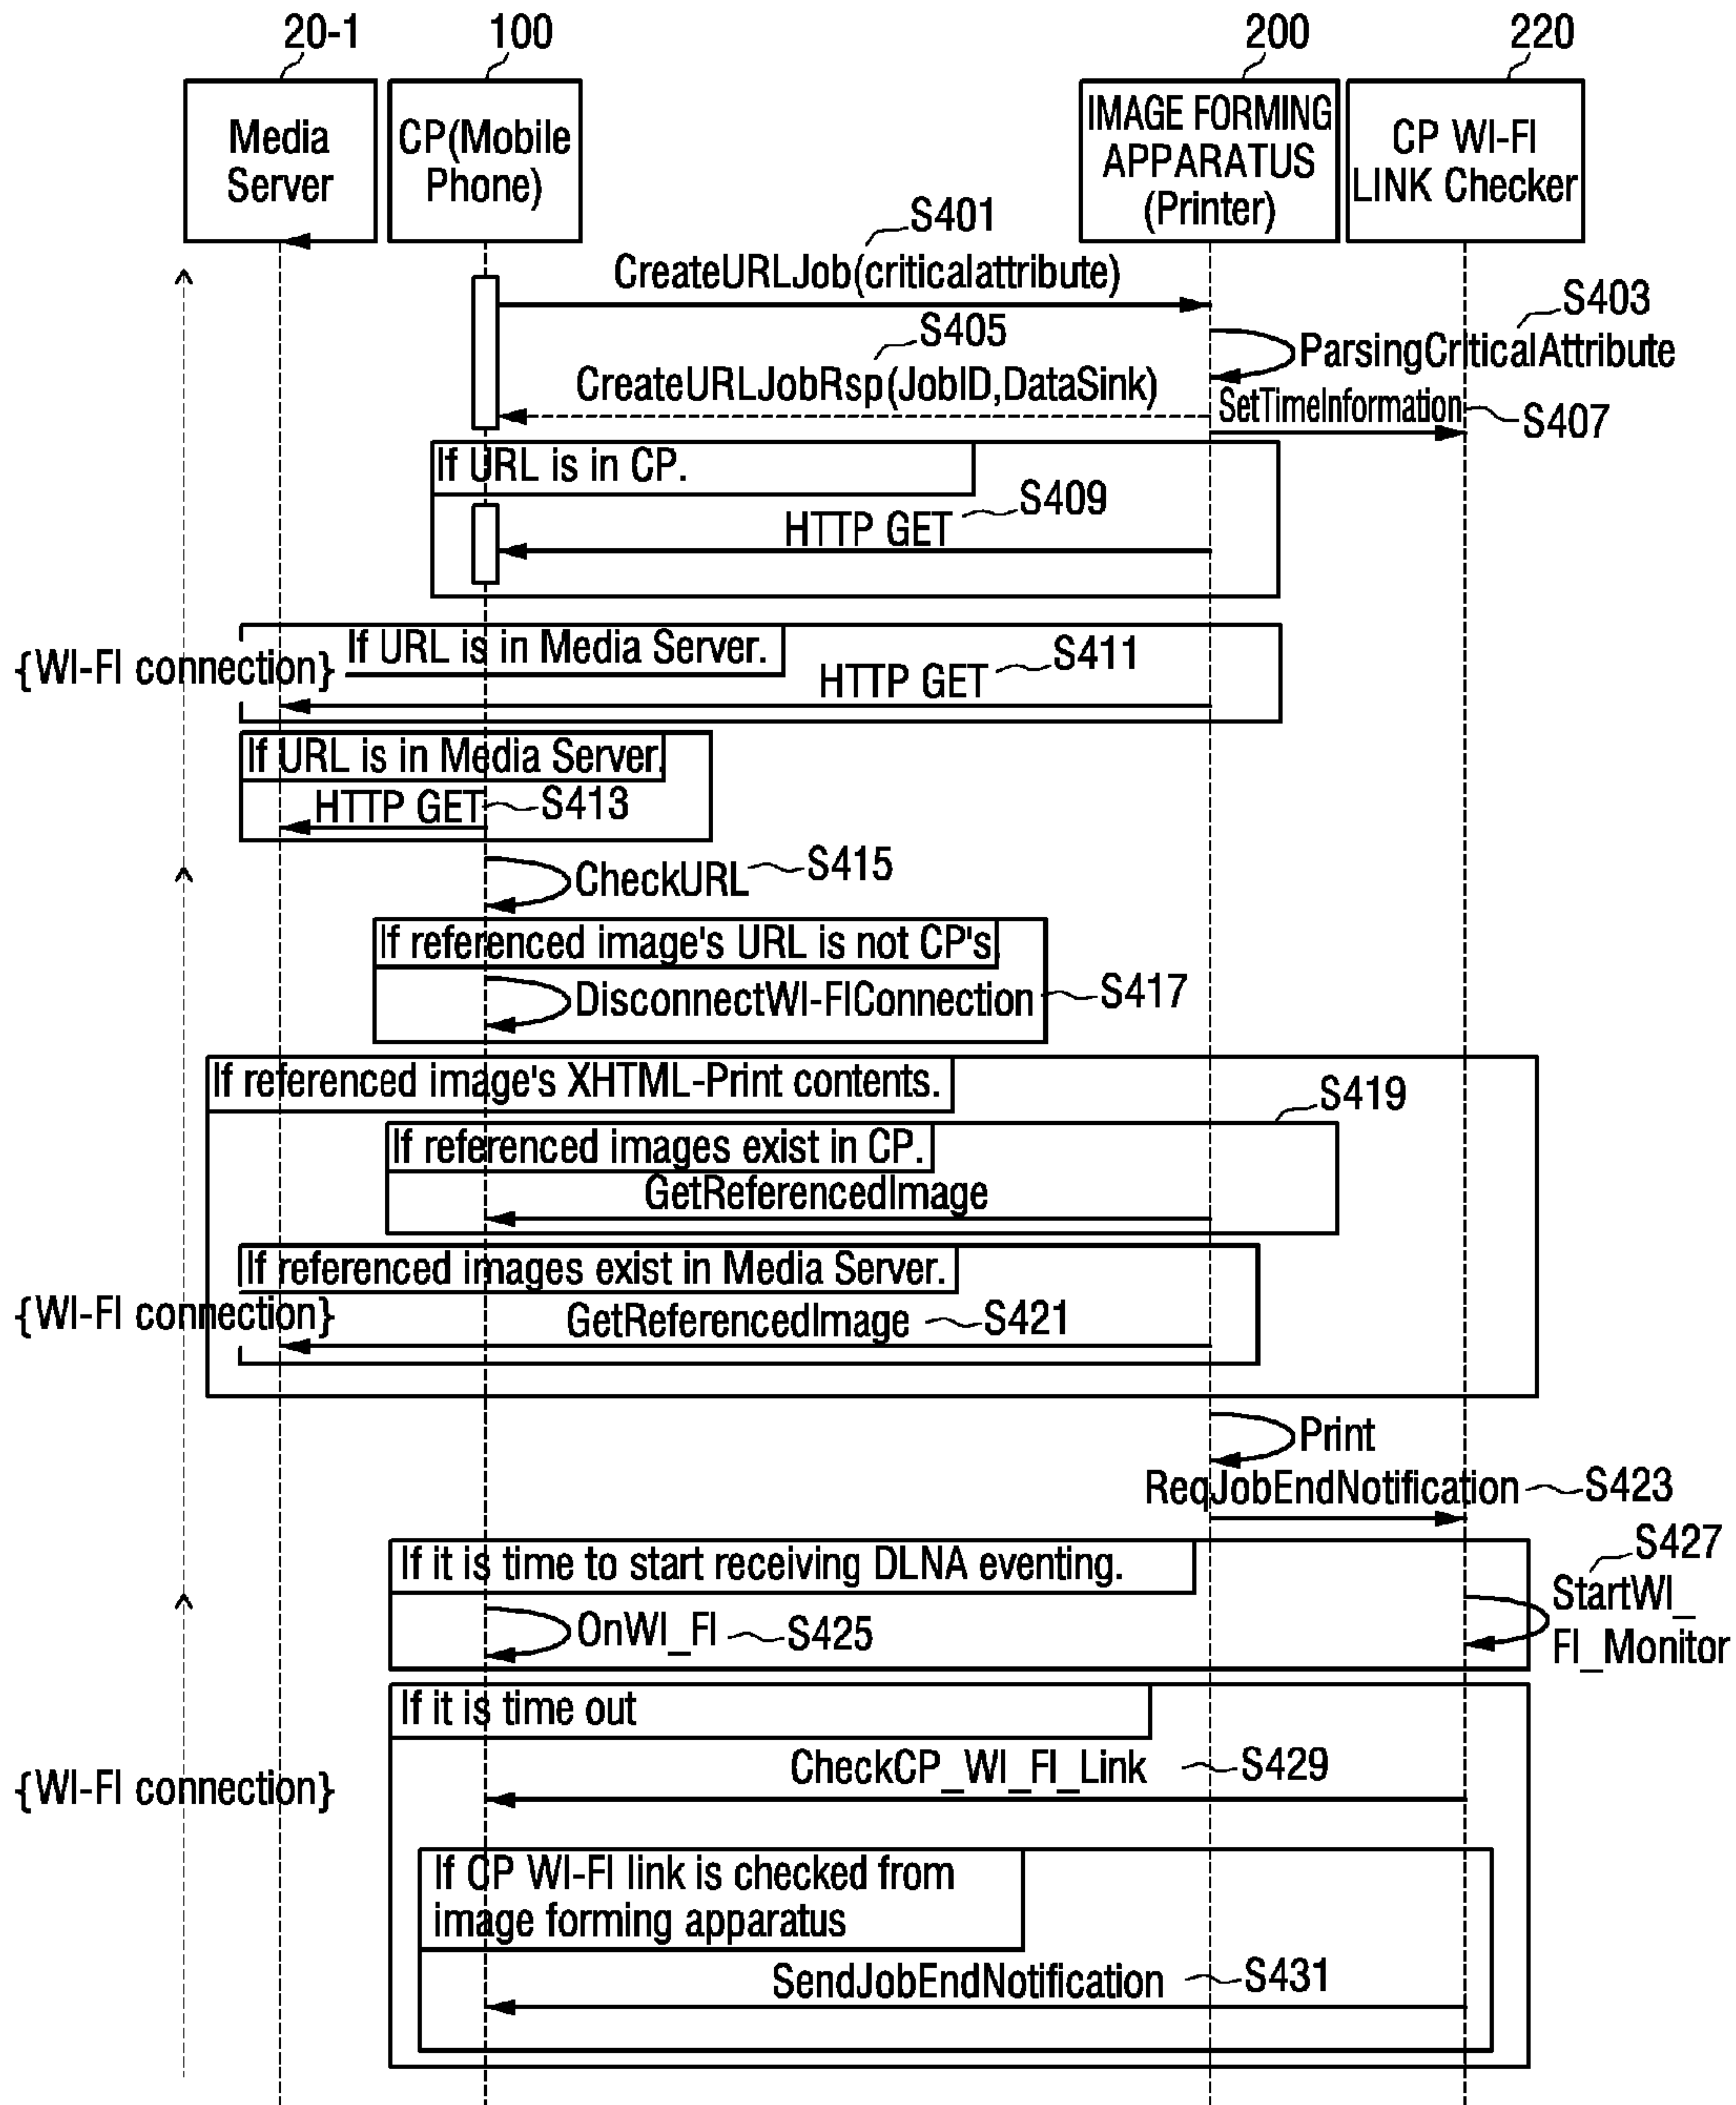 20-1
100
200
220
Media
Server
CP(Mobile
Phone)
IMAGE FORMING
APPARATUS
(Printer)
CP WI-FI
LINK Checker
S401
CreateURLJob(criticalattribute)
S403
ParsingCriticalAttribute
S405
CreateURLJobRsp(JobID,DataSink)
SetTimeInformation
S407
If URL is in CP.
S409
HTTP GET
{WI-FI connection}
If URL is in Media Server.
S411
HTTP GET
If URL is in Media Server.
HTTP GET
S413
CheckURL
S415
If referenced image's URL is not CP's.
DisconnectWI-FIConnection
S417
If referenced image's XHTML-Print contents.
S419
If referenced images exist in CP.
GetReferencedImage
If referenced images exist in Media Server.
{WI-FI connection}
GetReferencedImage
S421
Print
ReqJobEndNotification
S423
If it is time to start receiving DLNA eventing.
S427
StartWI_
FI_Monitor
OnWI_FI
S425
If it is time out
CheckCP_WI_FI_Link
S429
{WI-FI connection}
If CP WI-FI link is checked from
image forming apparatus
SendJobEndNotification
S431